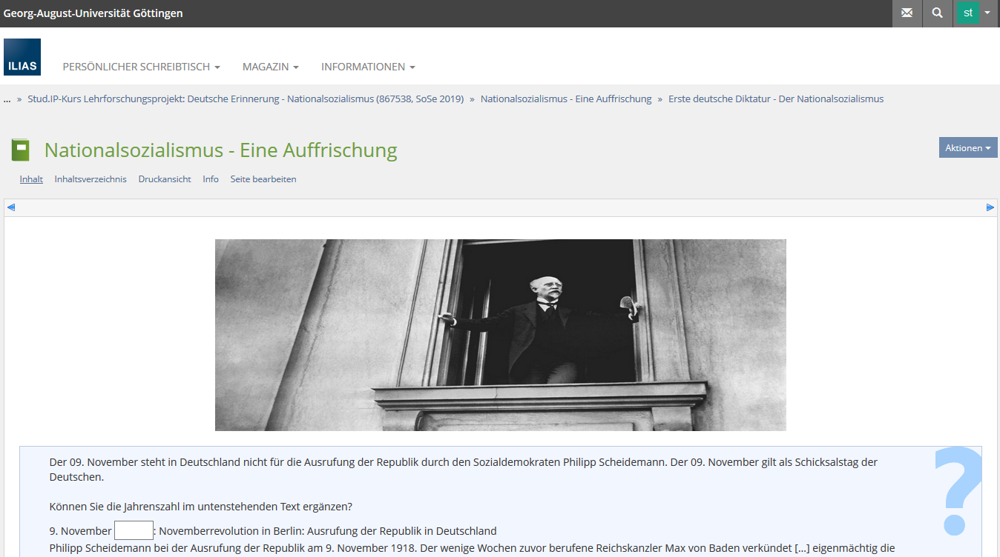 Georg-August-Universität Göttingen
st
ILIAS
PERSÖNLICHER SCHREIBTISCH
MAGAZIN
INFORMATIONEN
... » Stud.IP-Kurs Lehrforschungsprojekt: Deutsche Erinnerung - Nationalsozialismus (867538, SoSe 2019) » Nationalsozialismus - Eine Auffrischung » Erste deutsche Diktatur - Der Nationalsozialismus
Nationalsozialismus - Eine Auffrischung
Aktionen
Inhalt Inhaltsverzeichnis Druckansicht Info Seite bearbeiten
Der 09. November steht in Deutschland nicht für die Ausrufung der Republik durch den Sozialdemokraten Philipp Scheidemann. Der 09. November gilt als Schicksalstag der
Deutschen.
?
Können Sie die Jahrenszahl im untenstehenden Text ergänzen?
9. November : Novemberrevolution in Berlin: Ausrufung der Republik in Deutschland
Philipp Scheidemann bei der Ausrufung der Republik am 9. November 1918. Der wenige Wochen zuvor berufene Reichskanzler Max von Baden verkündet [...] eigenmächtig die